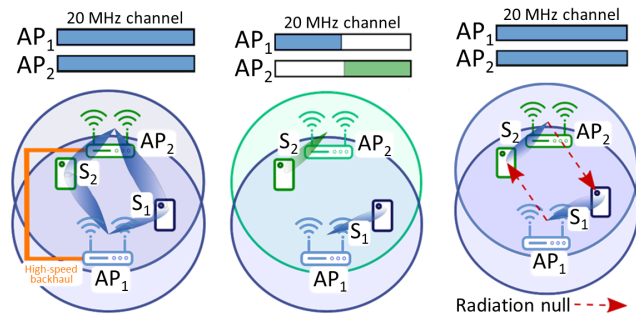 20 MHz channel
AP1
AP2
AP2
S2
S1
High-speed
backhaul
AP1
20 MHz channel
AP1
AP2
S2
AP2
S1
AP1
20 MHz channel
AP1
AP2
S2
AP2
S1
AP1
Radiation null